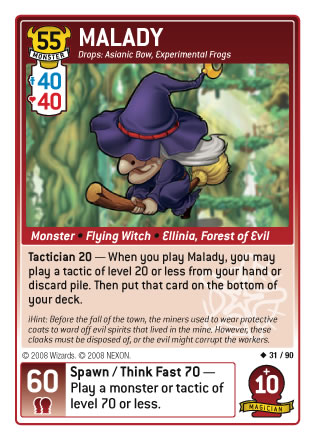 55
MONSTER
MALADY
Drops: Asianic Bow, Experimental Frogs
40
40
Monster • Flying Witch • Ellinia, Forest of Evil
Tactician 20 — When you play Malady, you may
play a tactic of level 20 or less from your hand or
discard pile. Then put that card on the bottom of
your deck.
iHint: Before the fall of the town, the miners used to wear protective
coats to ward off evil spirits that lived in the mine. However, these
cloaks must be disposed of, or the evil might corrupt the workers.
© 2008 Wizards. © 2008 NEXON.
◆ 31 / 90
60
Spawn / Think Fast 70 —
Play a monster or tactic of
level 70 or less.
+
10
MAGICIAN